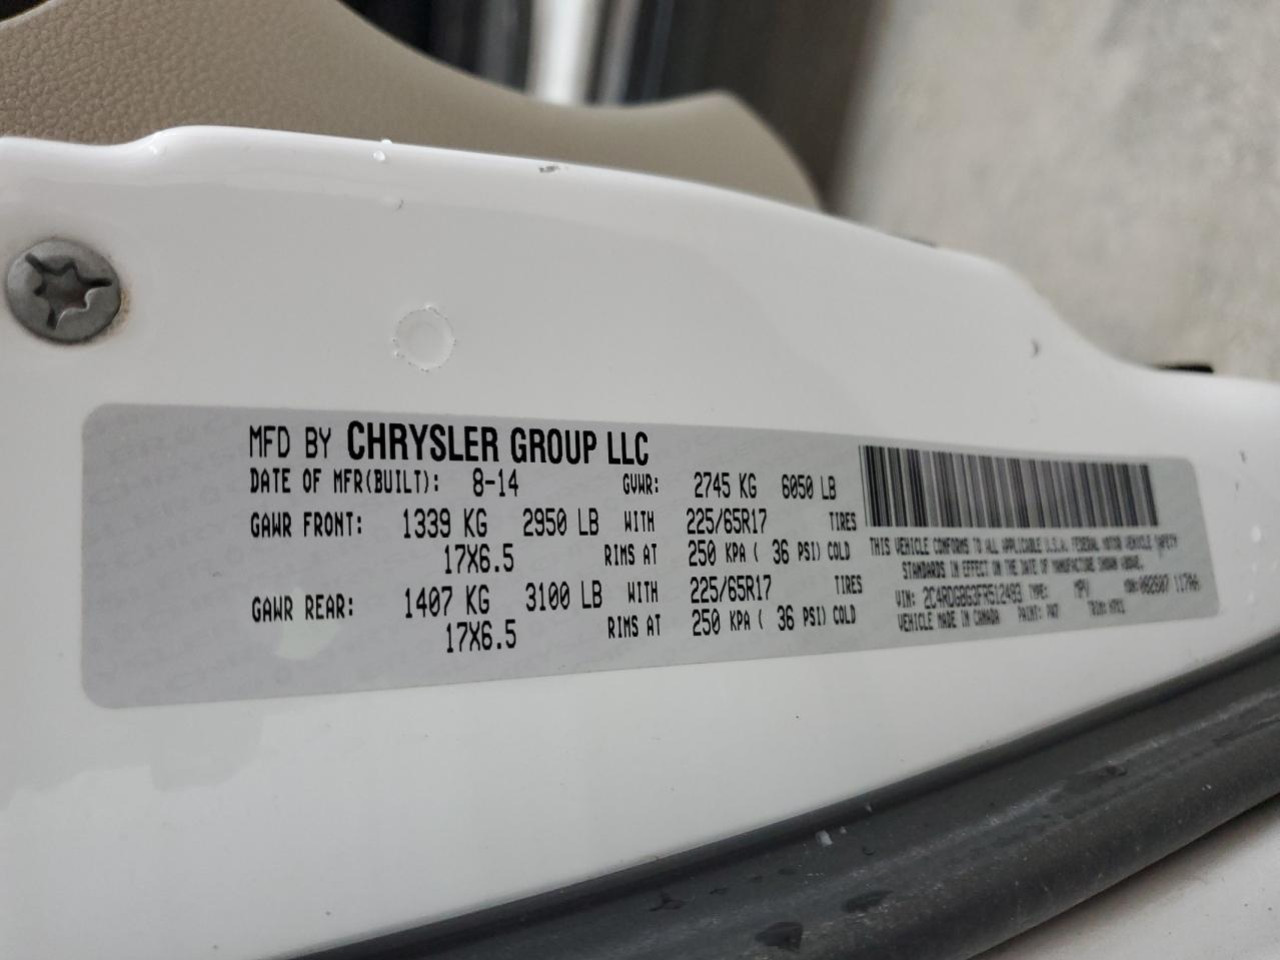 MFD BY CHRYSLER GROUP LLC
DATE OF MFR(BUILT): 8-14 GVWR: 2745 KG 6050 LB
GAWR FRONT: 1339 KG 2950 LB WITH 225/65R17 TIRES
17X6.5 RIMS AT 250 KPA ( 36 PSI) COLD
GAWR REAR: 1407 KG 3100 LB WITH 225/65R17 TIRES
17X6.5 RIMS AT 250 KPA ( 36 PSI) COLD
THIS VEHICLE CONFORMS TO ALL APPLICABLE U.S.A. FEDERAL MOTOR VEHICLE SAFETY
STANDARDS IN EFFECT ON THE DATE OF MANUFACTURE SHOWN ABOVE.
VIN: 2C4RDGBG3FR512493 TYPE: MPV MDH:
VEHICLE MADE IN CANADA PAINT: PW7 TRIM: